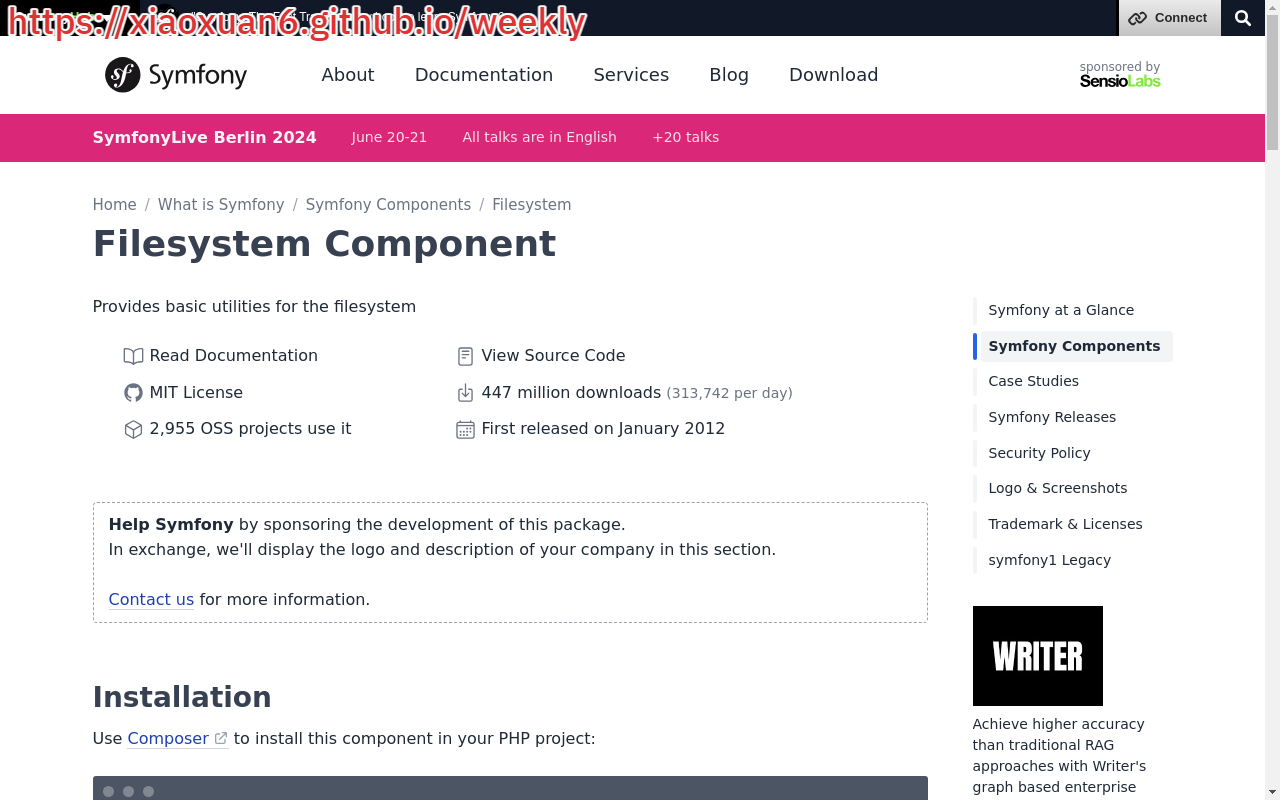 https://xiaoxuan6.github.io/weekly
Connect
Symfony
About
Documentation
Services
Blog
Download
sponsored by
SensioLabs
SymfonyLive Berlin 2024
June 20-21
All talks are in English
+20 talks
Home / What is Symfony / Symfony Components / Filesystem
Filesystem Component
Provides basic utilities for the filesystem
Read Documentation
View Source Code
MIT License
447 million downloads (313,742 per day)
2,955 OSS projects use it
First released on January 2012
Help Symfony by sponsoring the development of this package.
In exchange, we'll display the logo and description of your company in this section.
Contact us for more information.
Installation
Use Composer to install this component in your PHP project:
Symfony at a Glance
Symfony Components
Case Studies
Symfony Releases
Security Policy
Logo & Screenshots
Trademark & Licenses
symfony1 Legacy
WRITER
Achieve higher accuracy
than traditional RAG
approaches with Writer's
graph based enterprise